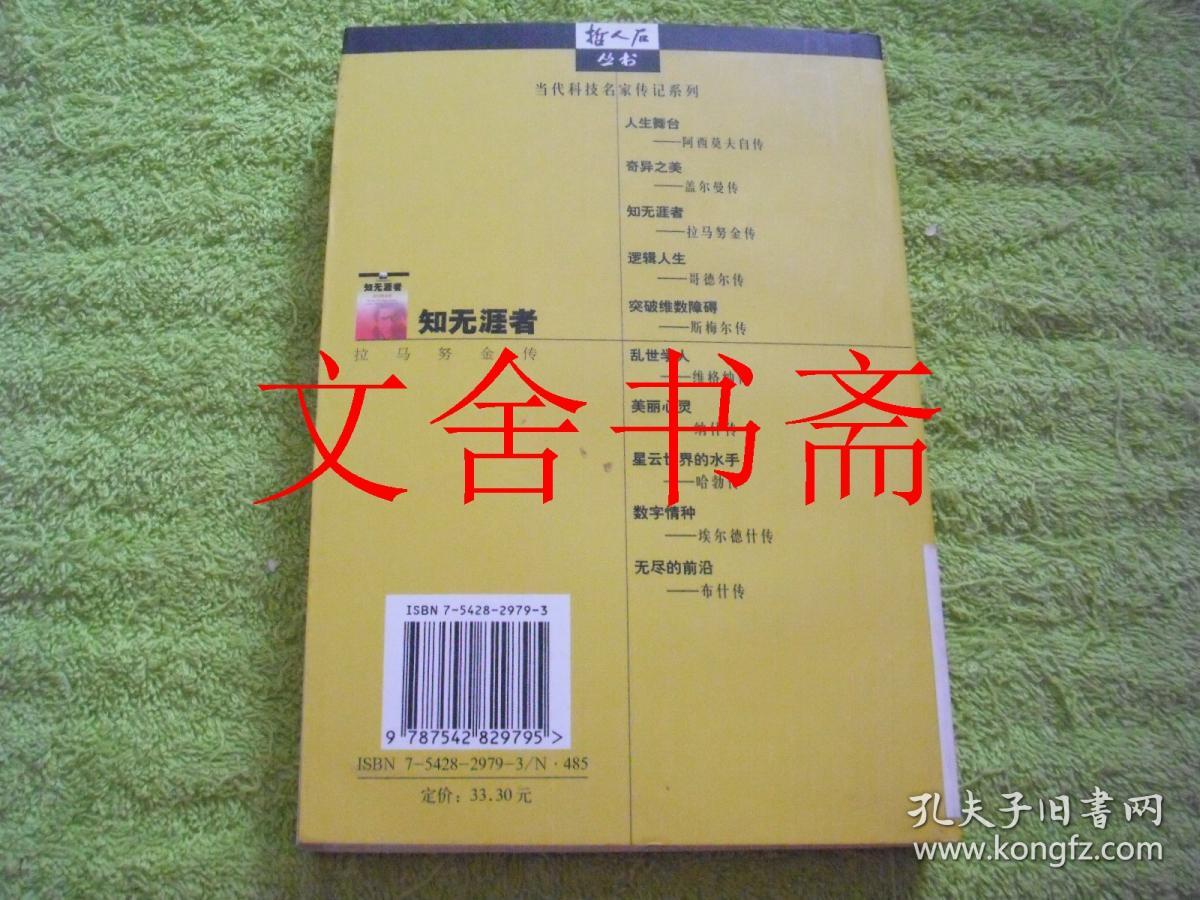 哲人石
丛书
当代科技名家传记系列
人生舞台
——阿西莫夫自传
奇异之美
——盖尔曼传
知无涯者
——拉马努金传
逻辑人生
——哥德尔传
突破维数障碍
——斯梅尔传
乱世学人
——维格纳传
美丽心灵
——纳什传
星云世界的水手
——哈勃传
数字情种
——埃尔德什传
无尽的前沿
——布什传
知无涯者
知无涯者
拉马努金传
文舍书斋
ISBN 7-5428-2979-3
9 787542 829795 >
ISBN 7-5428-2979-3/N·485
定价：33.30元
孔夫子旧书网
www.kongfz.com